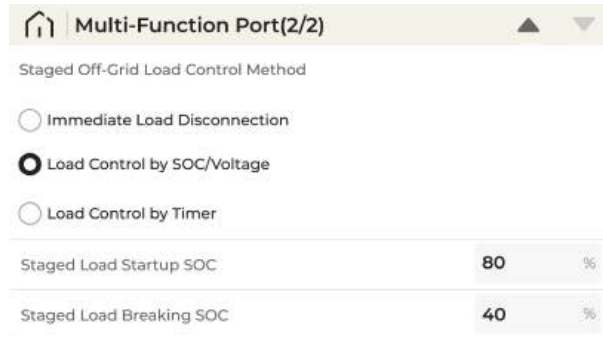 Multi-Function Port(2/2)
Staged Off-Grid Load Control Method
Immediate Load Disconnection
Load Control by SOC/Voltage
Load Control by Timer
Staged Load Startup SOC 80 %
Staged Load Breaking SOC 40 %